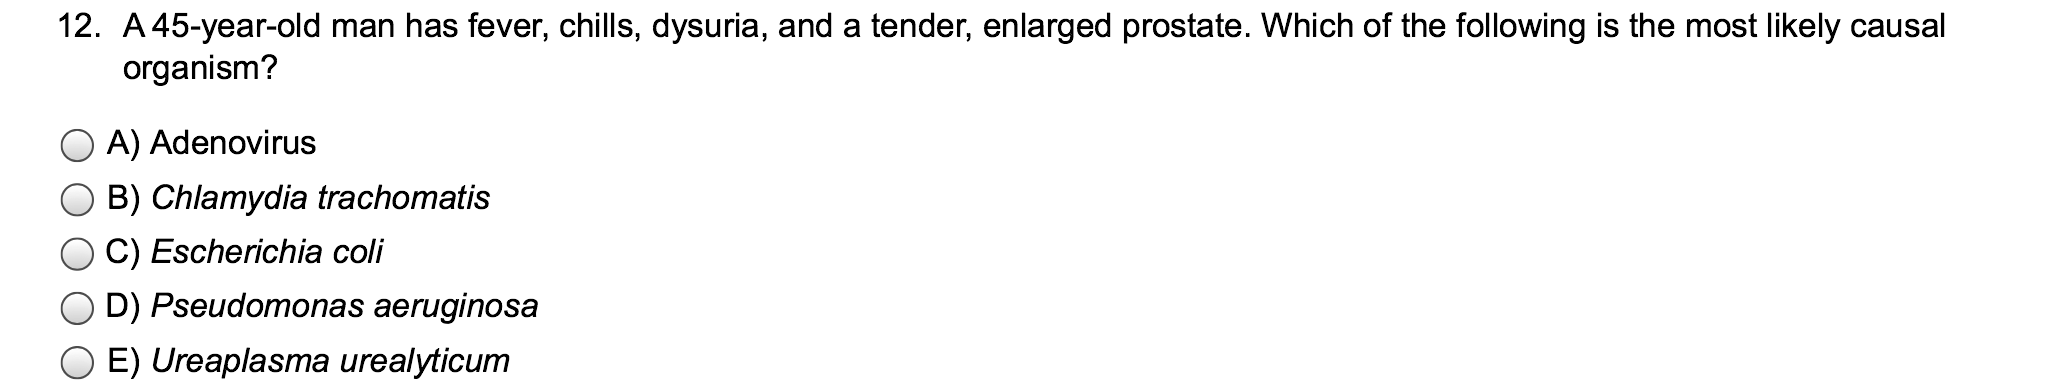 12. A 45-year-old man has fever, chills, dysuria, and a tender, enlarged prostate. Which of the following is the most likely causal
organism?
A) Adenovirus
B) Chlamydia trachomatis
C) Escherichia coli
D) Pseudomonas aeruginosa
E) Ureaplasma urealyticum